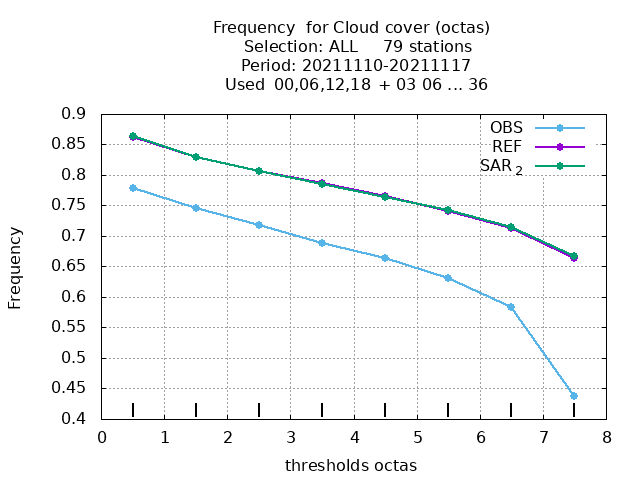 Frequency  for Cloud cover (octas)
Selection: ALL     79 stations
Period: 20211110-20211117
Used  00,06,12,18  + 03 06 ... 36
0.9
0.85
0.8
0.75
0.7
0.65
0.6
0.55
0.5
0.45
0.4
Frequency
OBS
REF
SAR 2
0 1 2 3 4 5 6 7 8
thresholds octas